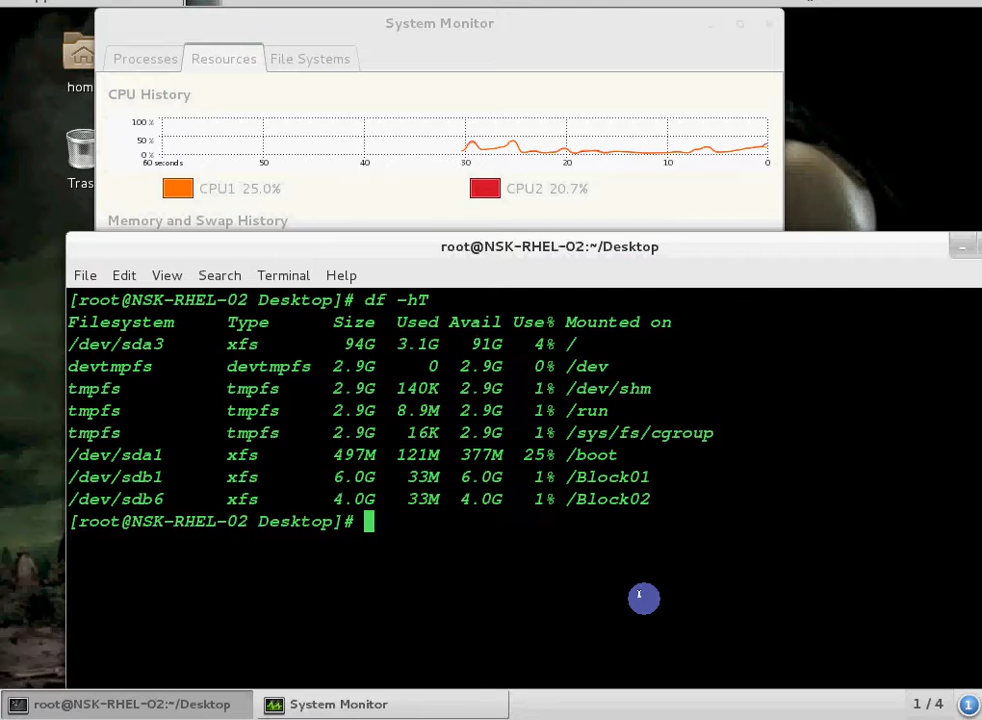 System Monitor
Processes Resources File Systems
hom
CPU History
100 %
50 %
0 %
60 seconds 50 40 30 20 10 0
Tras
CPU1 25.0% CPU2 20.7%
Memory and Swap History
root@NSK-RHEL-02:~/Desktop
File Edit View Search Terminal Help
[root@NSK-RHEL-02 Desktop]# df -hT
Filesystem Type Size Used Avail Use% Mounted on
/dev/sda3 xfs 94G 3.1G 91G 4% /
devtmpfs devtmpfs 2.9G 0 2.9G 0% /dev
tmpfs tmpfs 2.9G 140K 2.9G 1% /dev/shm
tmpfs tmpfs 2.9G 8.9M 2.9G 1% /run
tmpfs tmpfs 2.9G 16K 2.9G 1% /sys/fs/cgroup
/dev/sda1 xfs 497M 121M 377M 25% /boot
/dev/sdb1 xfs 6.0G 33M 6.0G 1% /Block01
/dev/sdb6 xfs 4.0G 33M 4.0G 1% /Block02
[root@NSK-RHEL-02 Desktop]#
root@NSK-RHEL-02:~/Desktop System Monitor 1 / 4 1